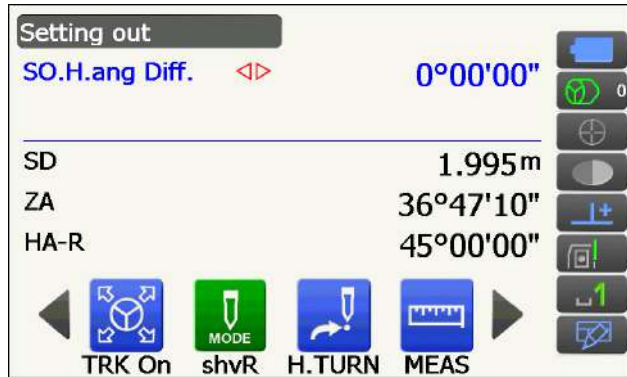 Setting out
SO.H.ang Diff. 0°00'00"
0
SD 1.995m
ZA 36°47'10"
HA-R 45°00'00"
1
MODE
TRK On shvR H.TURN MEAS